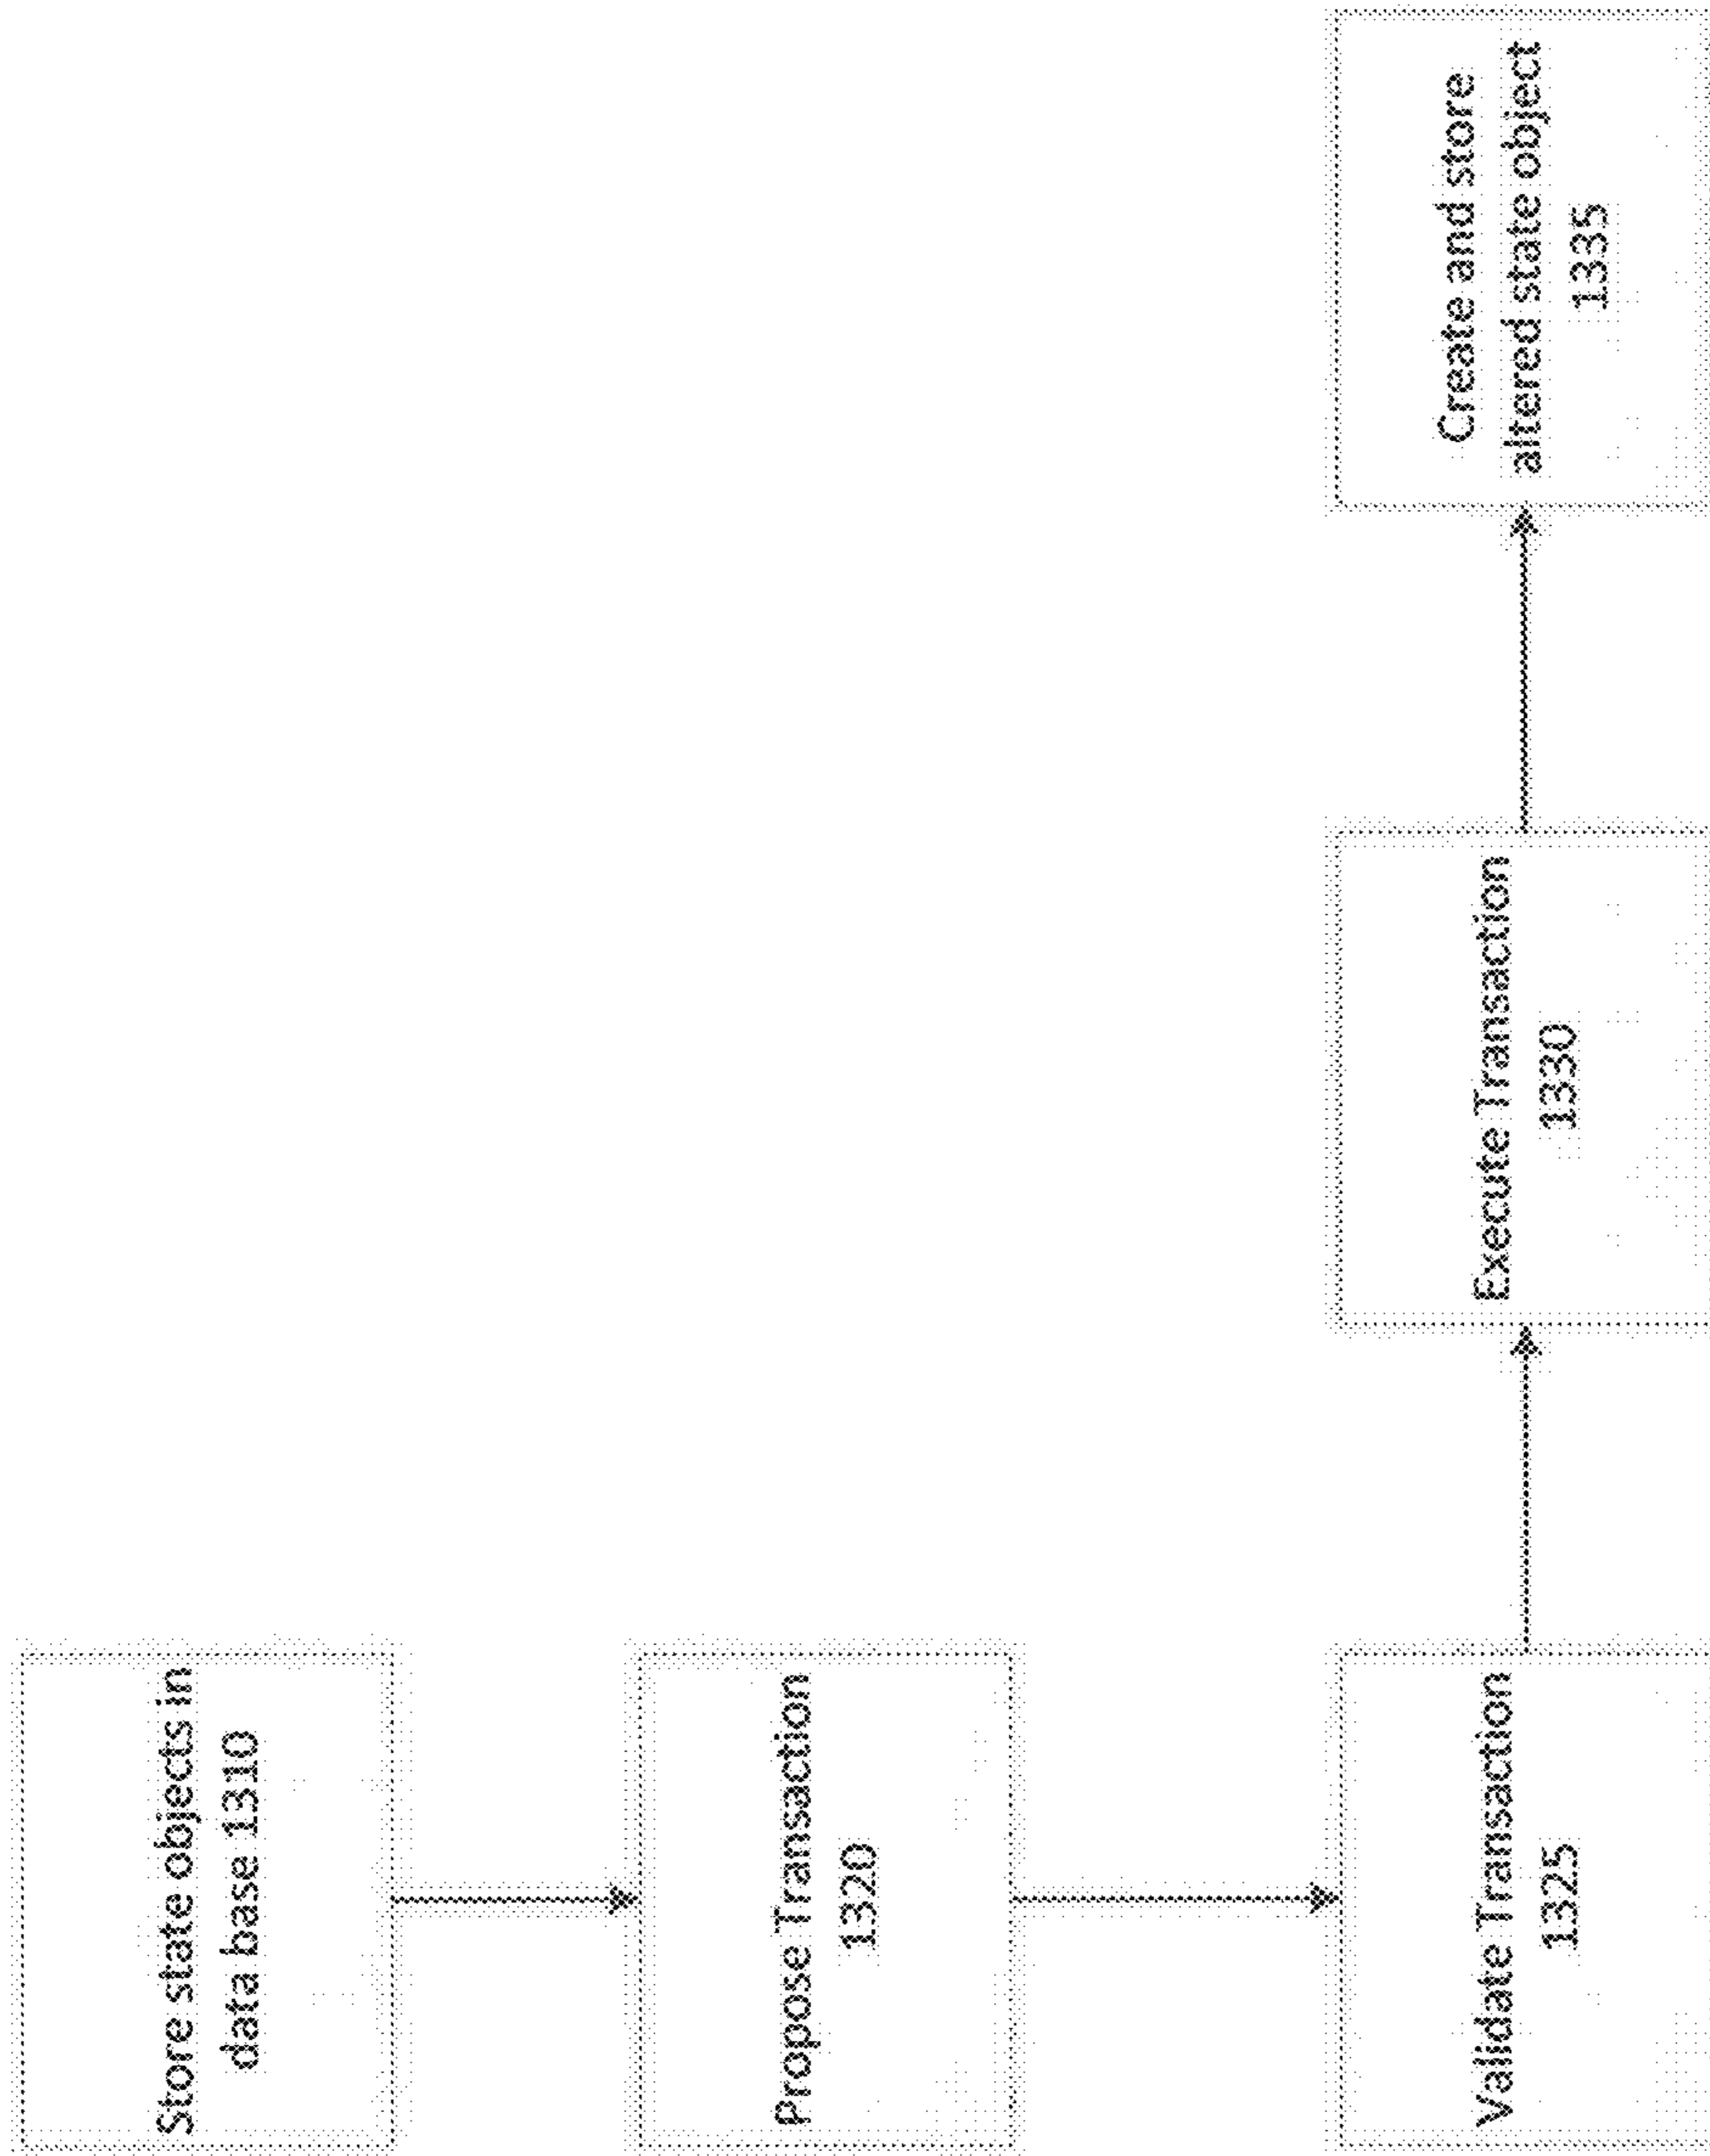 Store state objects in
data base 1310
Propose Transaction
1320
Validate Transaction
1325
Execute Transaction
1330
Create and store
altered state object
1335